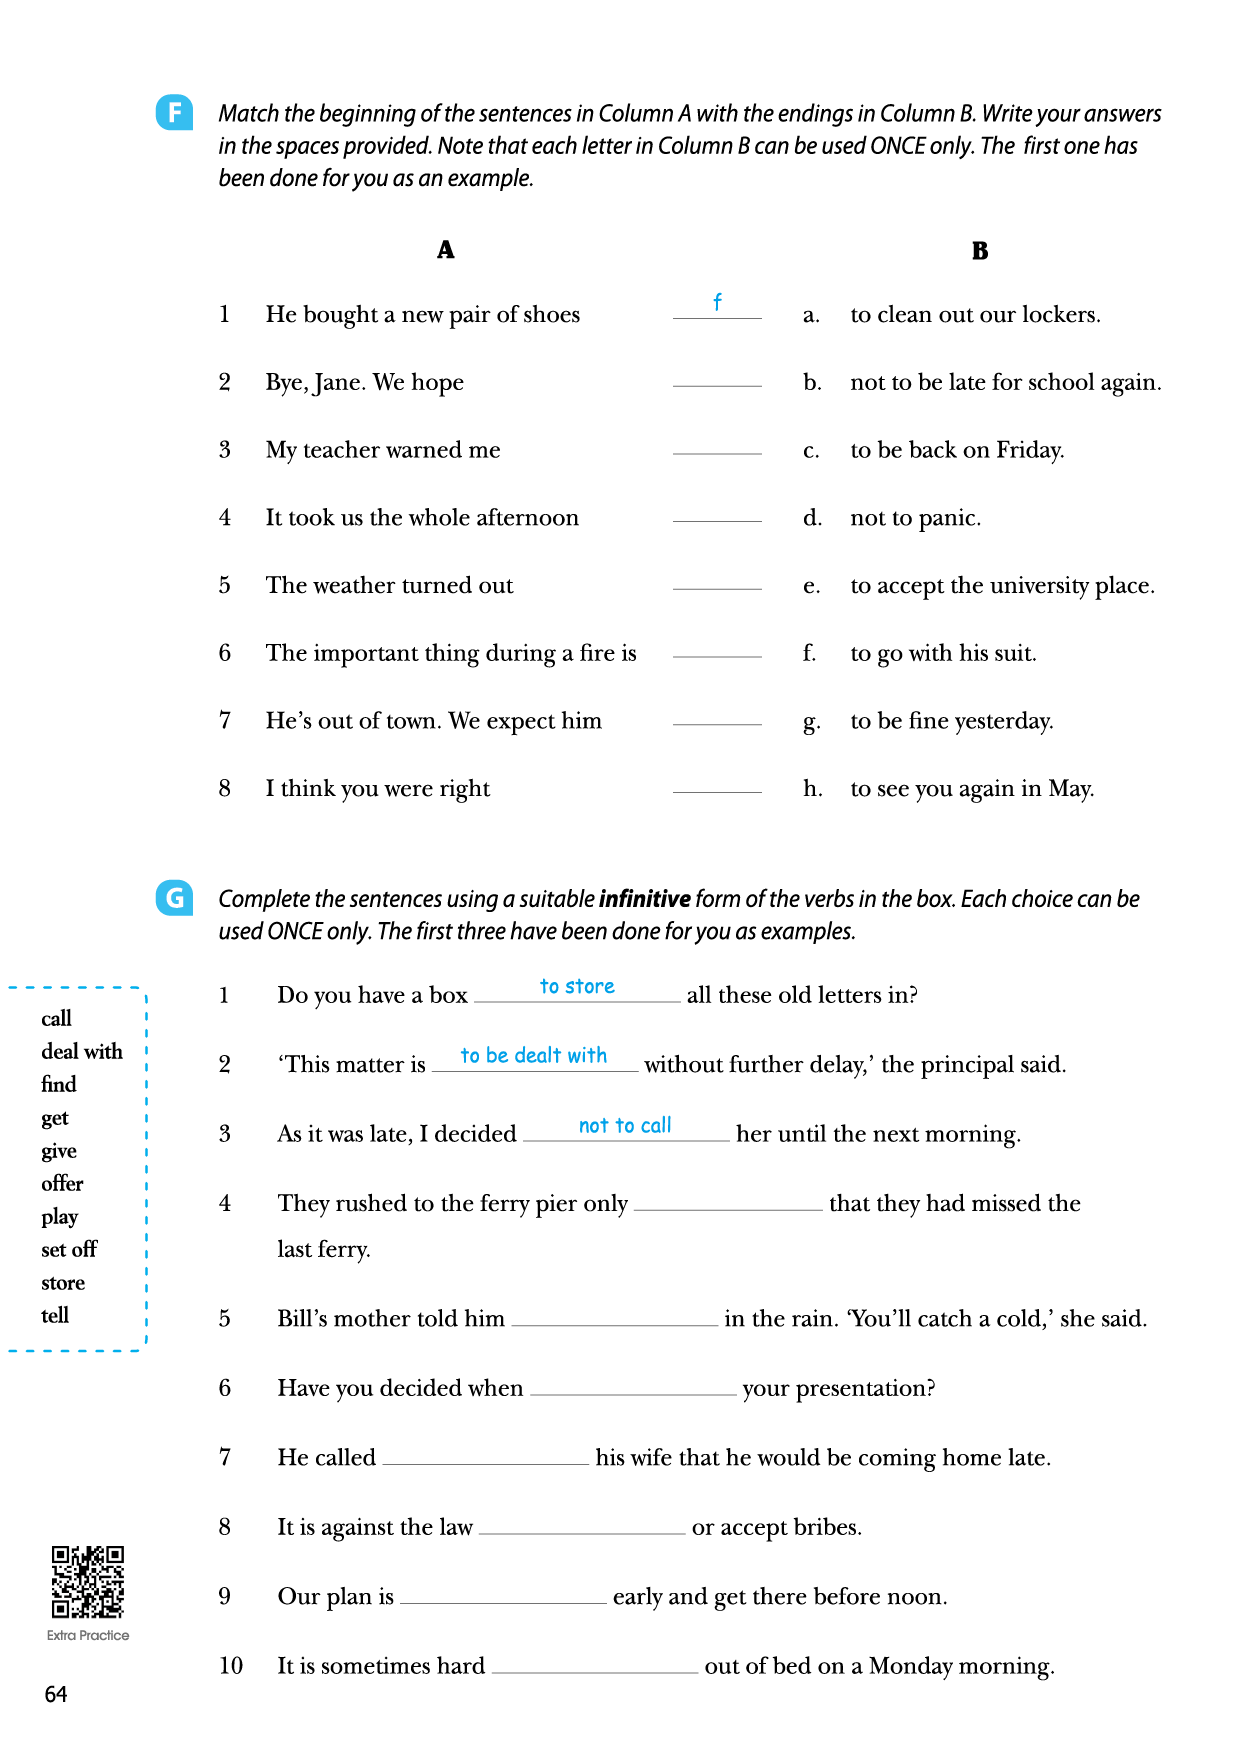 F Match the beginning of the sentences in Column A with the endings in Column B. Write your answers
in the spaces provided. Note that each letter in Column B can be used ONCE only. The first one has
been done for you as an example.
A B
1 He bought a new pair of shoes f a. to clean out our lockers.
2 Bye, Jane. We hope b. not to be late for school again.
3 My teacher warned me c. to be back on Friday.
4 It took us the whole afternoon d. not to panic.
5 The weather turned out e. to accept the university place.
6 The important thing during a fire is f. to go with his suit.
7 He's out of town. We expect him g. to be fine yesterday.
8 I think you were right h. to see you again in May.
G Complete the sentences using a suitable infinitive form of the verbs in the box. Each choice can be
used ONCE only. The first three have been done for you as examples.
call
deal with
find
get
give
offer
play
set off
store
tell
1 Do you have a box to store all these old letters in?
2 ‘This matter is to be dealt with without further delay,’ the principal said.
3 As it was late, I decided not to call her until the next morning.
4 They rushed to the ferry pier only that they had missed the
last ferry.
5 Bill’s mother told him in the rain. ‘You’ll catch a cold,’ she said.
6 Have you decided when your presentation?
7 He called his wife that he would be coming home late.
8 It is against the law or accept bribes.
9 Our plan is early and get there before noon.
10 It is sometimes hard out of bed on a Monday morning.
Extra Practice
64